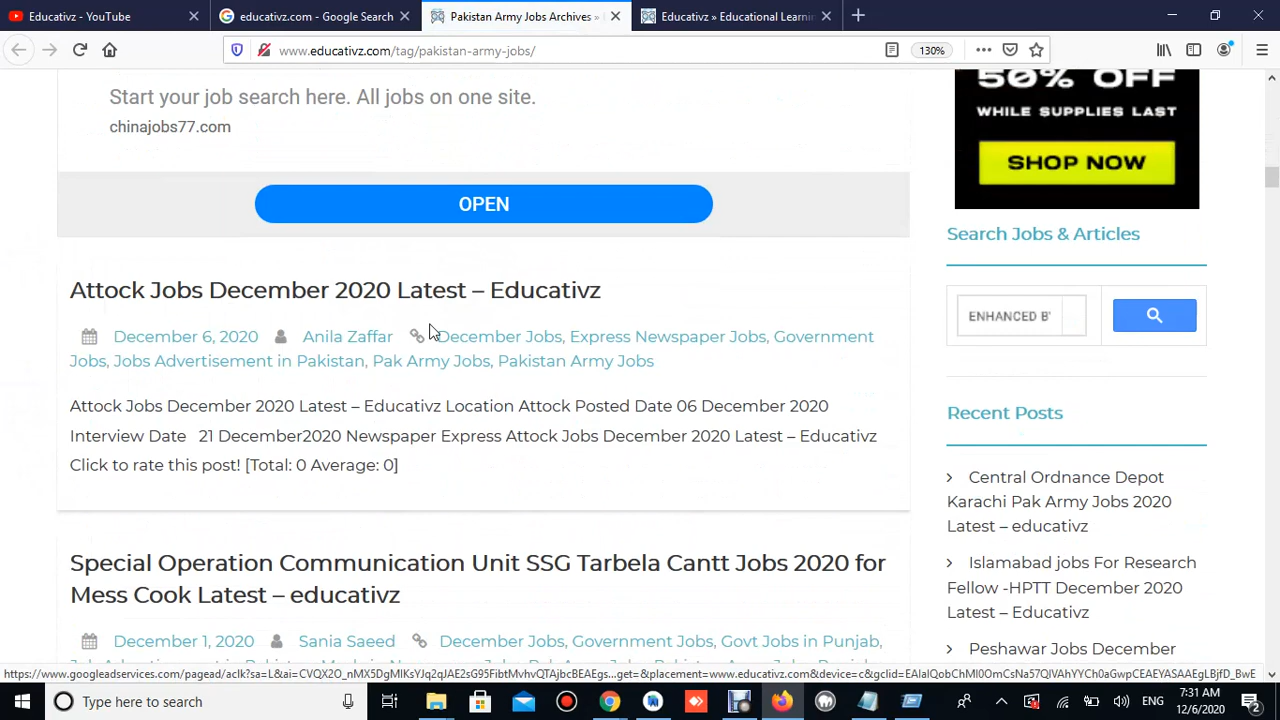 Educativz - YouTube
educativz.com - Google Search
Pakistan Army Jobs Archives »
Educativz » Educational Learni
www.educativz.com/tag/pakistan-army-jobs/
130%
Start your job search here. All jobs on one site.
chinajobs77.com
OPEN
50% OFF
WHILE SUPPLIES LAST
SHOP NOW
Attock Jobs December 2020 Latest – Educativz
December 6, 2020 Anila Zaffar December Jobs, Express Newspaper Jobs, Government
Jobs, Jobs Advertisement in Pakistan, Pak Army Jobs, Pakistan Army Jobs
Attock Jobs December 2020 Latest – Educativz Location Attock Posted Date 06 December 2020
Interview Date 21 December2020 Newspaper Express Attock Jobs December 2020 Latest – Educativz
Click to rate this post! [Total: 0 Average: 0]
Special Operation Communication Unit SSG Tarbela Cantt Jobs 2020 for
Mess Cook Latest – educativz
December 1, 2020 Sania Saeed December Jobs, Government Jobs, Govt Jobs in Punjab,
Search Jobs & Articles
ENHANCED B
Recent Posts
Central Ordnance Depot
Karachi Pak Army Jobs 2020
Latest – educativz
Islamabad jobs For Research
Fellow -HPTT December 2020
Latest – Educativz
Peshawar Jobs December
Type here to search
7:31 AM
12/6/2020
2